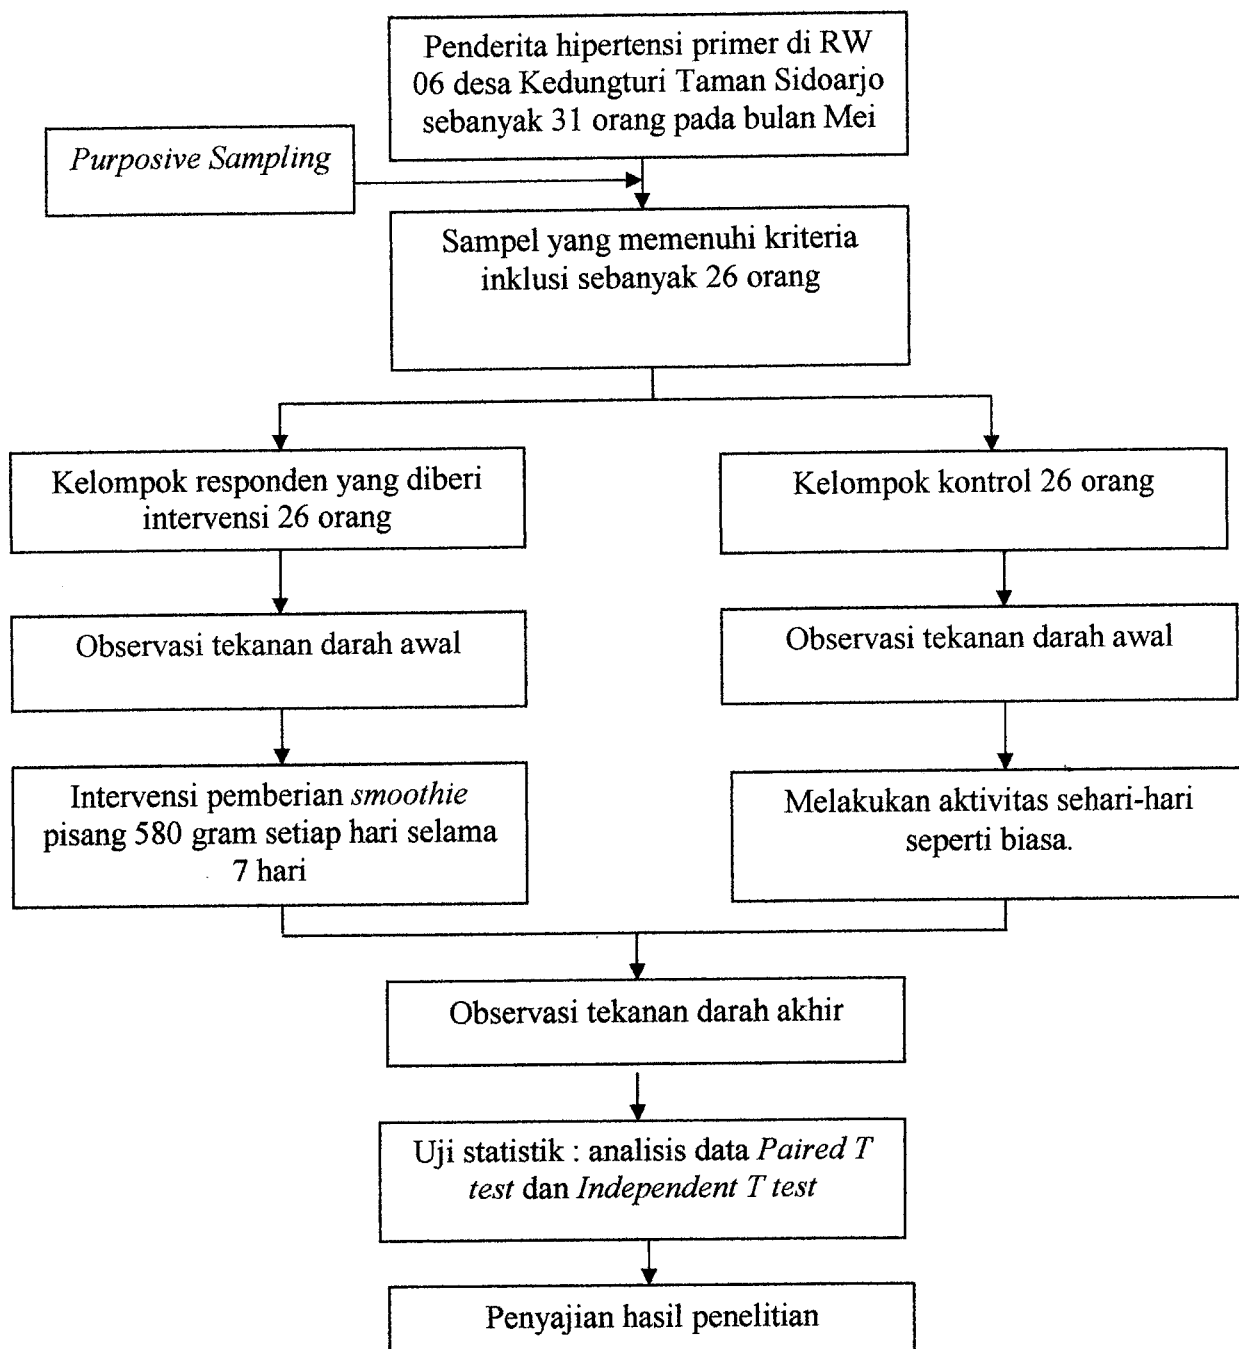 Penderita hipertensi primer di RW
06 desa Kedungturi Taman Sidoarjo
sebanyak 31 orang pada bulan Mei
Purposive Sampling
Sampel yang memenuhi kriteria
inklusi sebanyak 26 orang
Kelompok responden yang diberi
intervensi 26 orang
Kelompok kontrol 26 orang
Observasi tekanan darah awal
Observasi tekanan darah awal
Intervensi pemberian smoothie
pisang 580 gram setiap hari selama
7 hari
Melakukan aktivitas sehari-hari
seperti biasa.
Observasi tekanan darah akhir
Uji statistik : analisis data Paired T
test dan Independent T test
Penyajian hasil penelitian